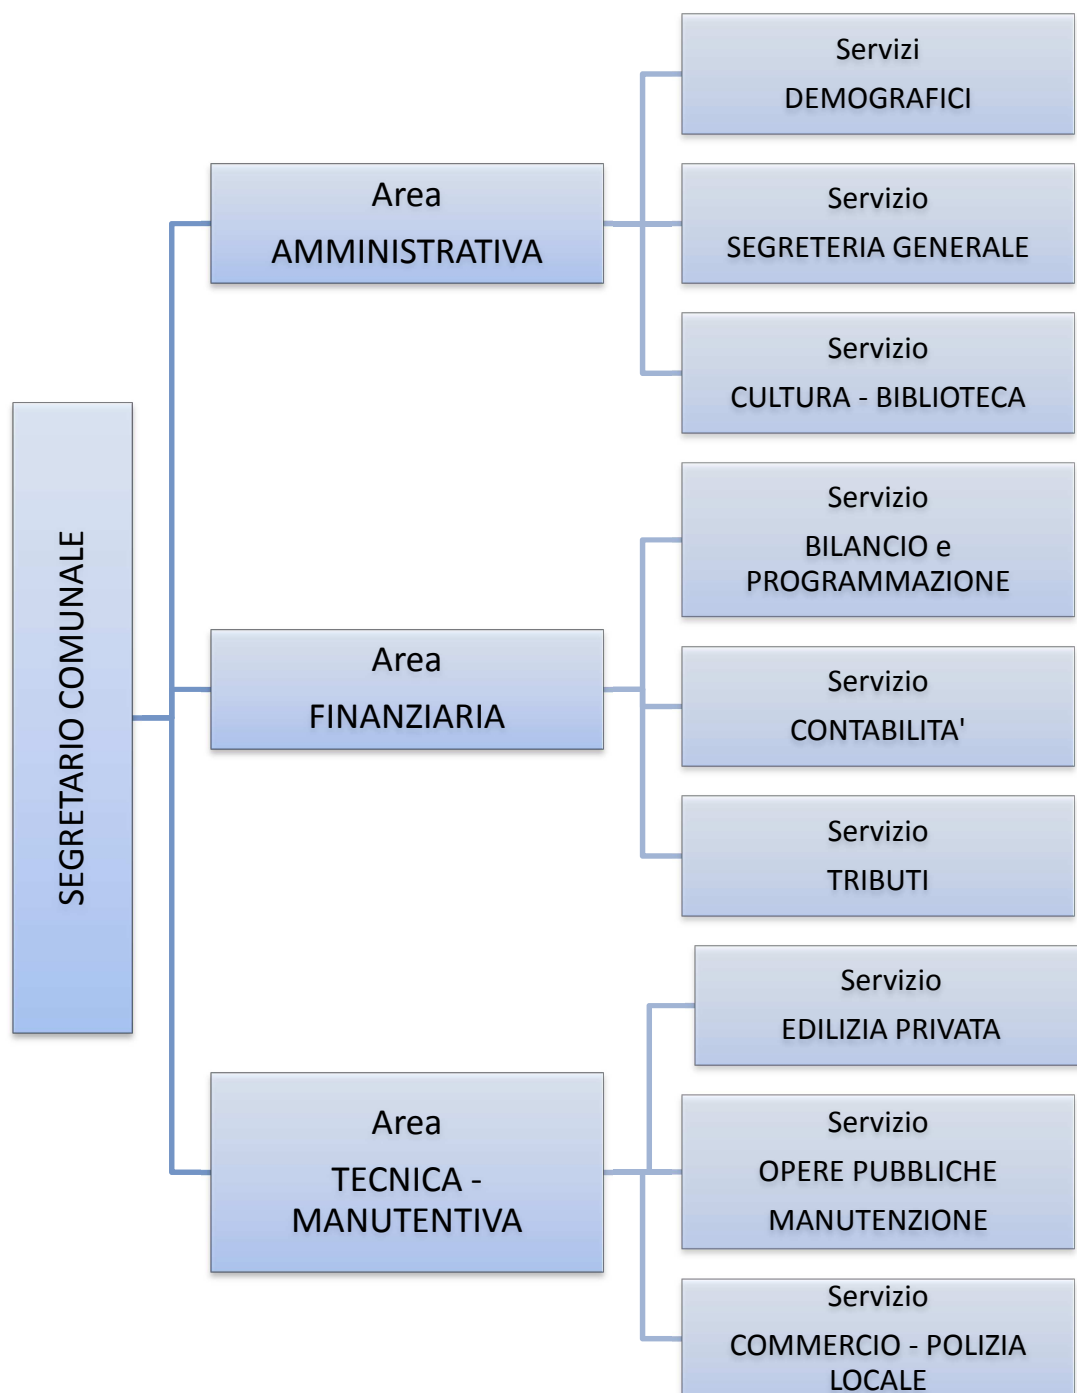 SEGRETARIO COMUNALE
Area
AMMINISTRATIVA
Servizi
DEMOGRAFICI
Servizio
SEGRETERIA GENERALE
Servizio
CULTURA - BIBLIOTECA
Area
FINANZIARIA
Servizio
BILANCIO e
PROGRAMMAZIONE
Servizio
CONTABILITA'
Servizio
TRIBUTI
Area
TECNICA -
MANUTENTIVA
Servizio
EDILIZIA PRIVATA
Servizio
OPERE PUBBLICHE
MANUTENZIONE
Servizio
COMMERCIO - POLIZIA
LOCALE